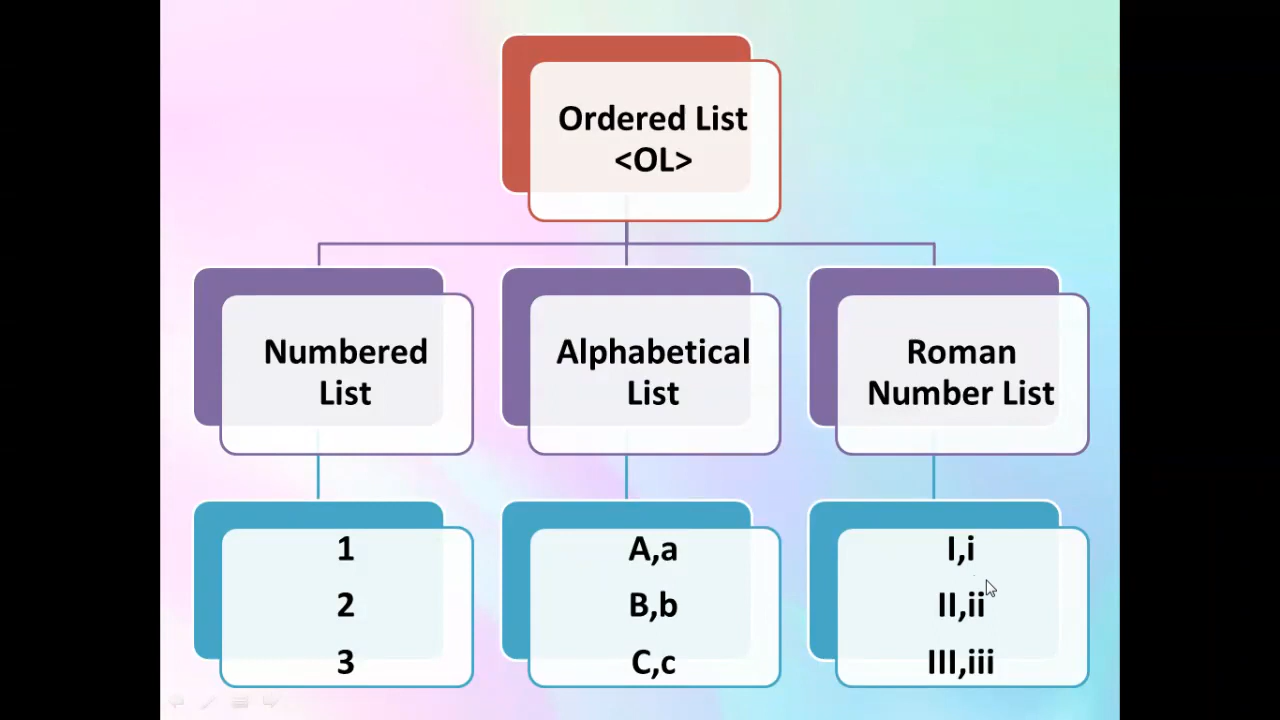 Ordered List
<OL>
Numbered
List
Alphabetical
List
Roman
Number List
1
2
3
A,a
B,b
C,c
I,i
II,ii
III,iii